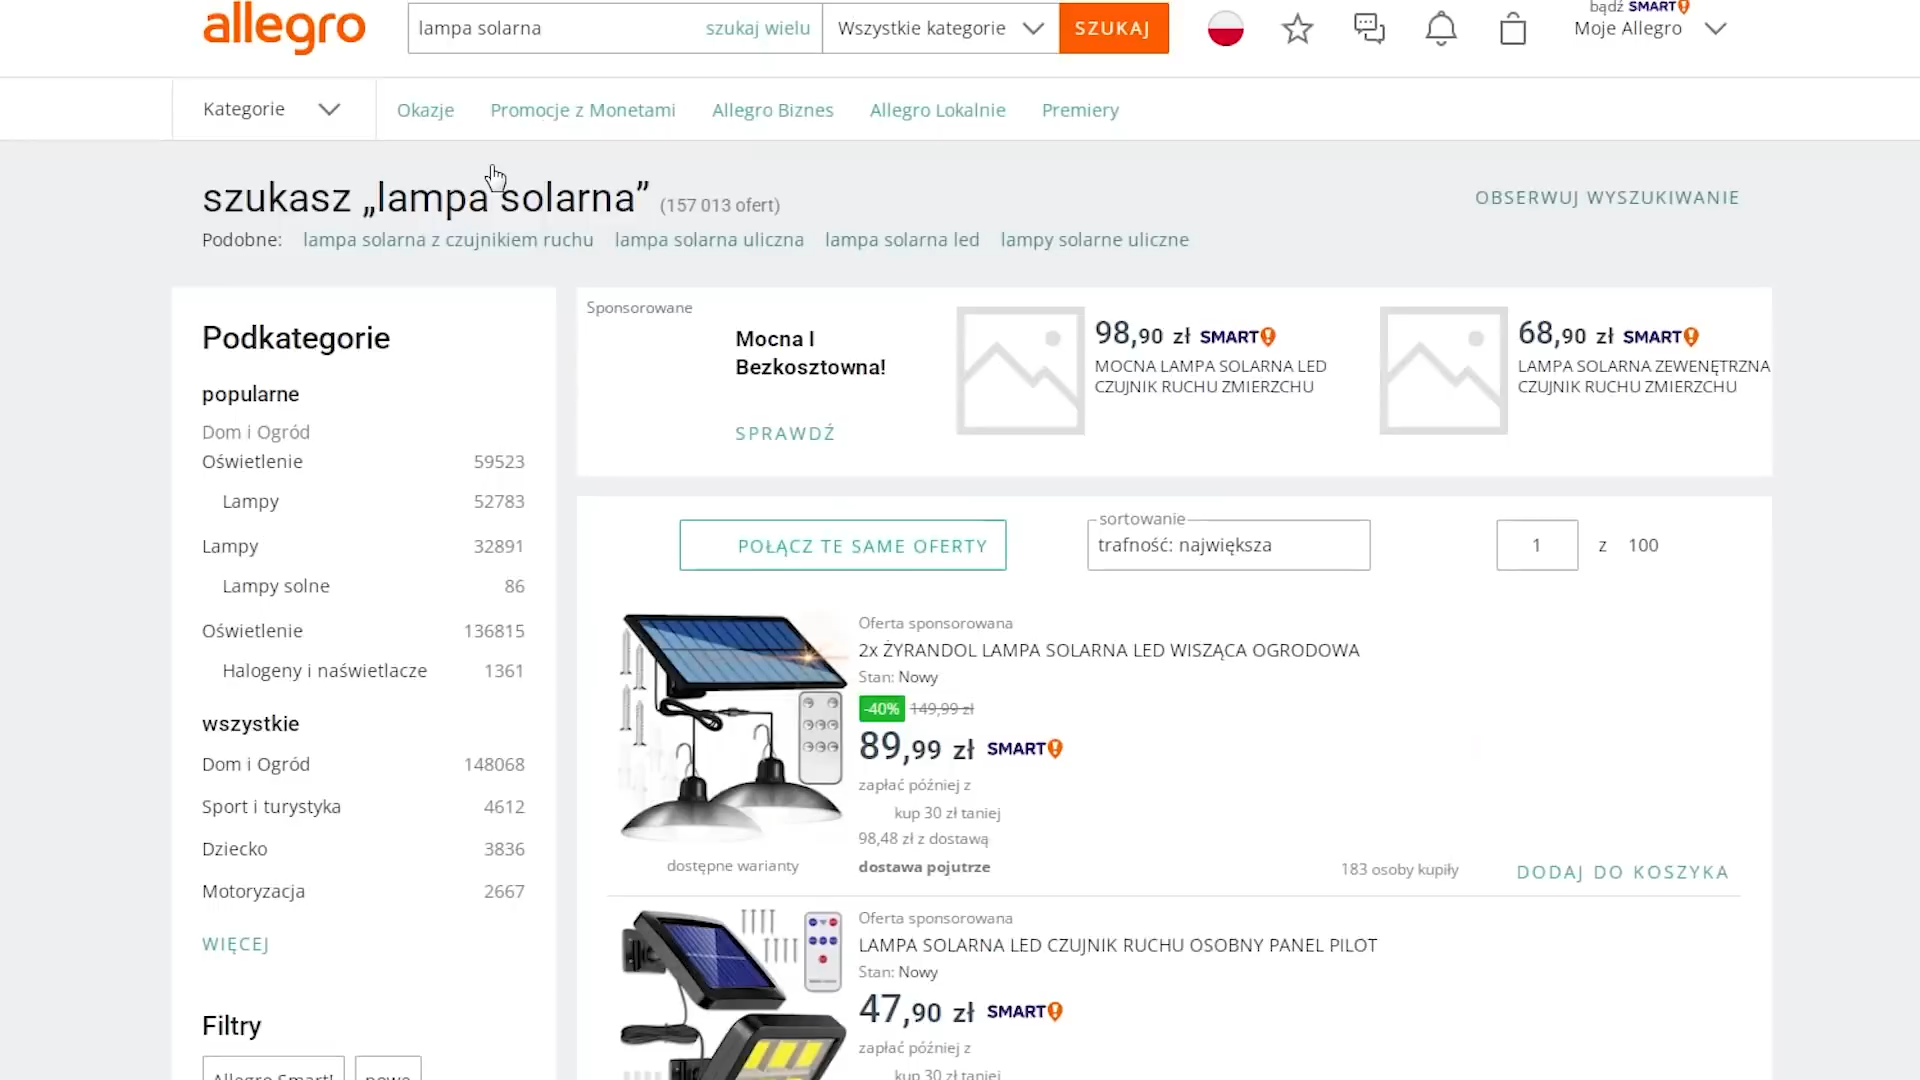 bądź SMART!
allegro
lampa solarna
szukaj wielu
Wszystkie kategorie
SZUKAJ
Moje Allegro
Kategorie
Okazje
Promocje z Monetami
Allegro Biznes
Allegro Lokalnie
Premiery
szukasz „lampa solarna” (157 013 ofert)
OBSERWUJ WYSZUKIWANIE
Podobne: lampa solarna z czujnikiem ruchu lampa solarna uliczna lampa solarna led lampy solarne uliczne
Podkategorie
popularne
Dom i Ogród
Oświetlenie 59523
Lampy 52783
Lampy 32891
Lampy solne 86
Oświetlenie 136815
Halogeny i naświetlacze 1361
wszystkie
Dom i Ogród 148068
Sport i turystyka 4612
Dziecko 3836
Motoryzacja 2667
WIĘCEJ
Filtry
Allegro Smart!
nowe
Sponsorowane
Mocna I
Bezkosztowna!
SPRAWDŹ
98,90 zł SMART!
MOCNA LAMPA SOLARNA LED
CZUJNIK RUCHU ZMIERZCHU
68,90 zł SMART!
LAMPA SOLARNA ZEWENĘTRZNA
CZUJNIK RUCHU ZMIERZCHU
POŁĄCZ TE SAME OFERTY
sortowanie
trafność: największa
1 z 100
Oferta sponsorowana
2x ŻYRANDOL LAMPA SOLARNA LED WISZĄCA OGRODOWA
Stan: Nowy
-40% 149,99 zł
89,99 zł SMART!
zapłać później z
kup 30 zł taniej
98,48 zł z dostawą
dostępne warianty
dostawa pojutrze
183 osoby kupiły
DODAJ DO KOSZYKA
Oferta sponsorowana
LAMPA SOLARNA LED CZUJNIK RUCHU OSOBNY PANEL PILOT
Stan: Nowy
47,90 zł SMART!
zapłać później z
kup 30 zł taniej